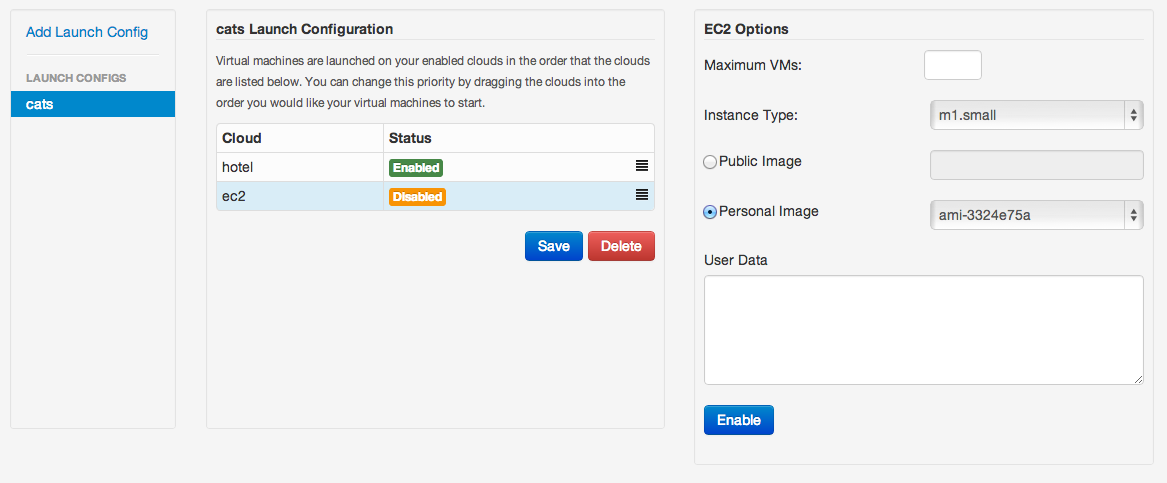 Add Launch Config
LAUNCH CONFIGS
cats
cats Launch Configuration
Virtual machines are launched on your enabled clouds in the order that the clouds
are listed below. You can change this priority by dragging the clouds into the
order you would like your virtual machines to start.
Cloud Status
hotel Enabled
ec2 Disabled
Save Delete
EC2 Options
Maximum VMs:
Instance Type: m1.small
Public Image
Personal Image ami-3324e75a
User Data
Enable